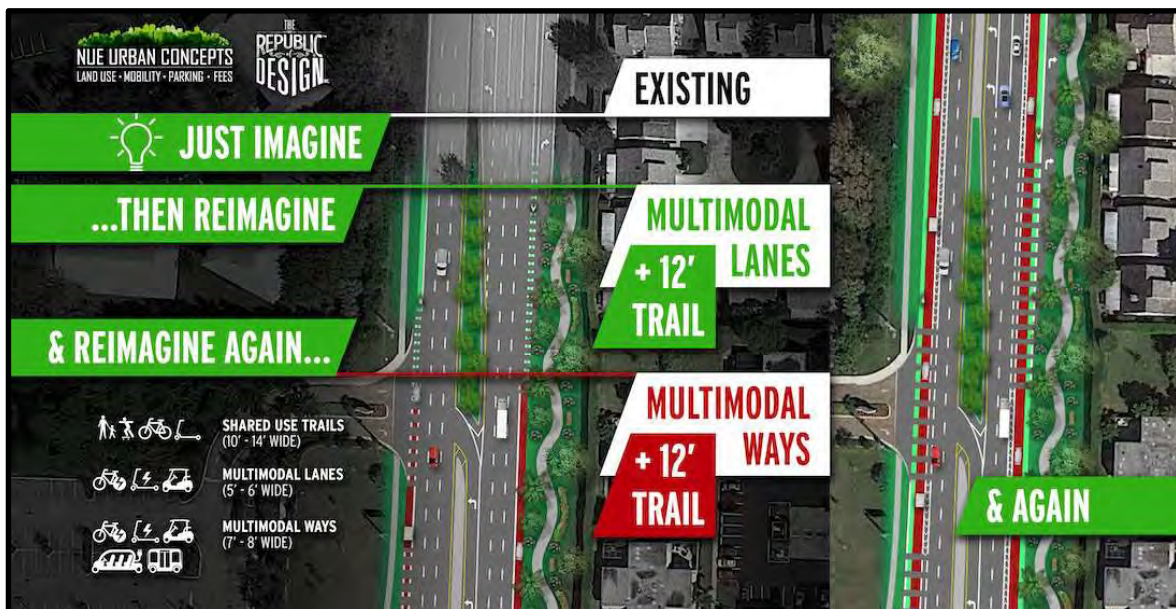 NUE URBAN CONCEPTS
LAND USE • MOBILITY • PARKING • FEES
THE
REPUBLIC
of
DESIGN
EXISTING
JUST IMAGINE
...THEN REIMAGINE
MULTIMODAL
LANES
+ 12'
TRAIL
& REIMAGINE AGAIN...
MULTIMODAL
WAYS
+ 12'
TRAIL
SHARED USE TRAILS
(10' - 14' WIDE)
MULTIMODAL LANES
(5' - 6' WIDE)
MULTIMODAL WAYS
(7' - 8' WIDE)
& AGAIN